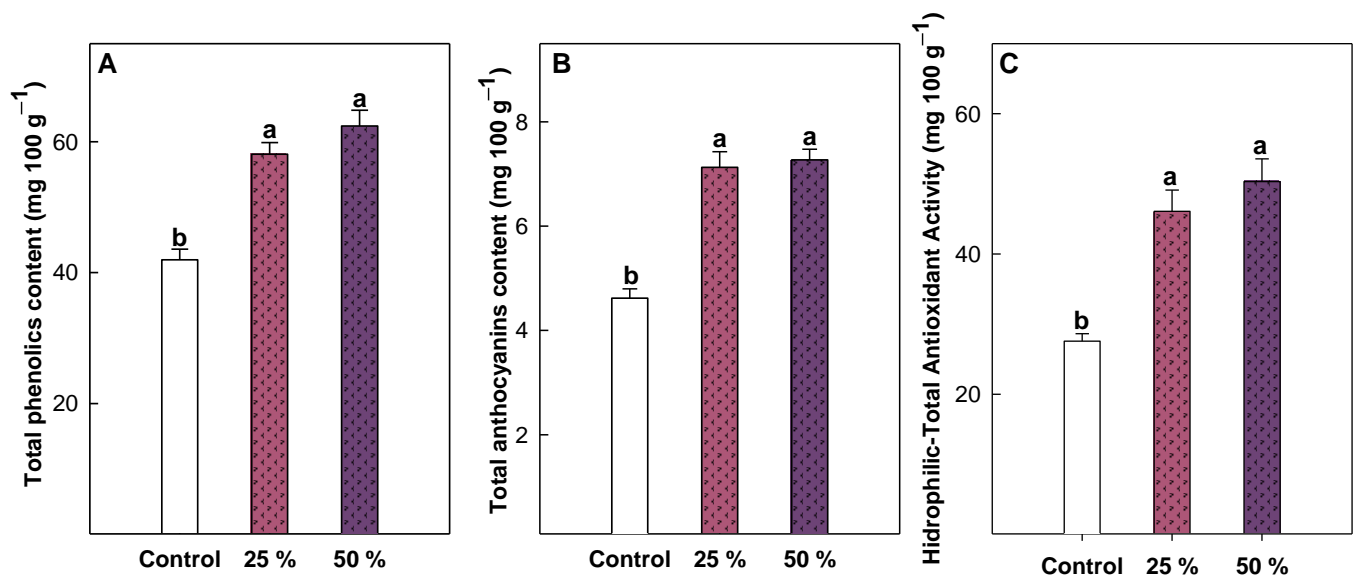 A
Total phenolics content (mg 100 g⁻¹)
60
40
20
b
a
a
Control 25 % 50 %
B
Total anthocyanins content (mg 100 g⁻¹)
8
6
4
2
b
a
a
Control 25 % 50 %
C
Hidrophilic-Total Antioxidant Activity (mg 100 g⁻¹)
60
40
20
b
a
a
Control 25 % 50 %